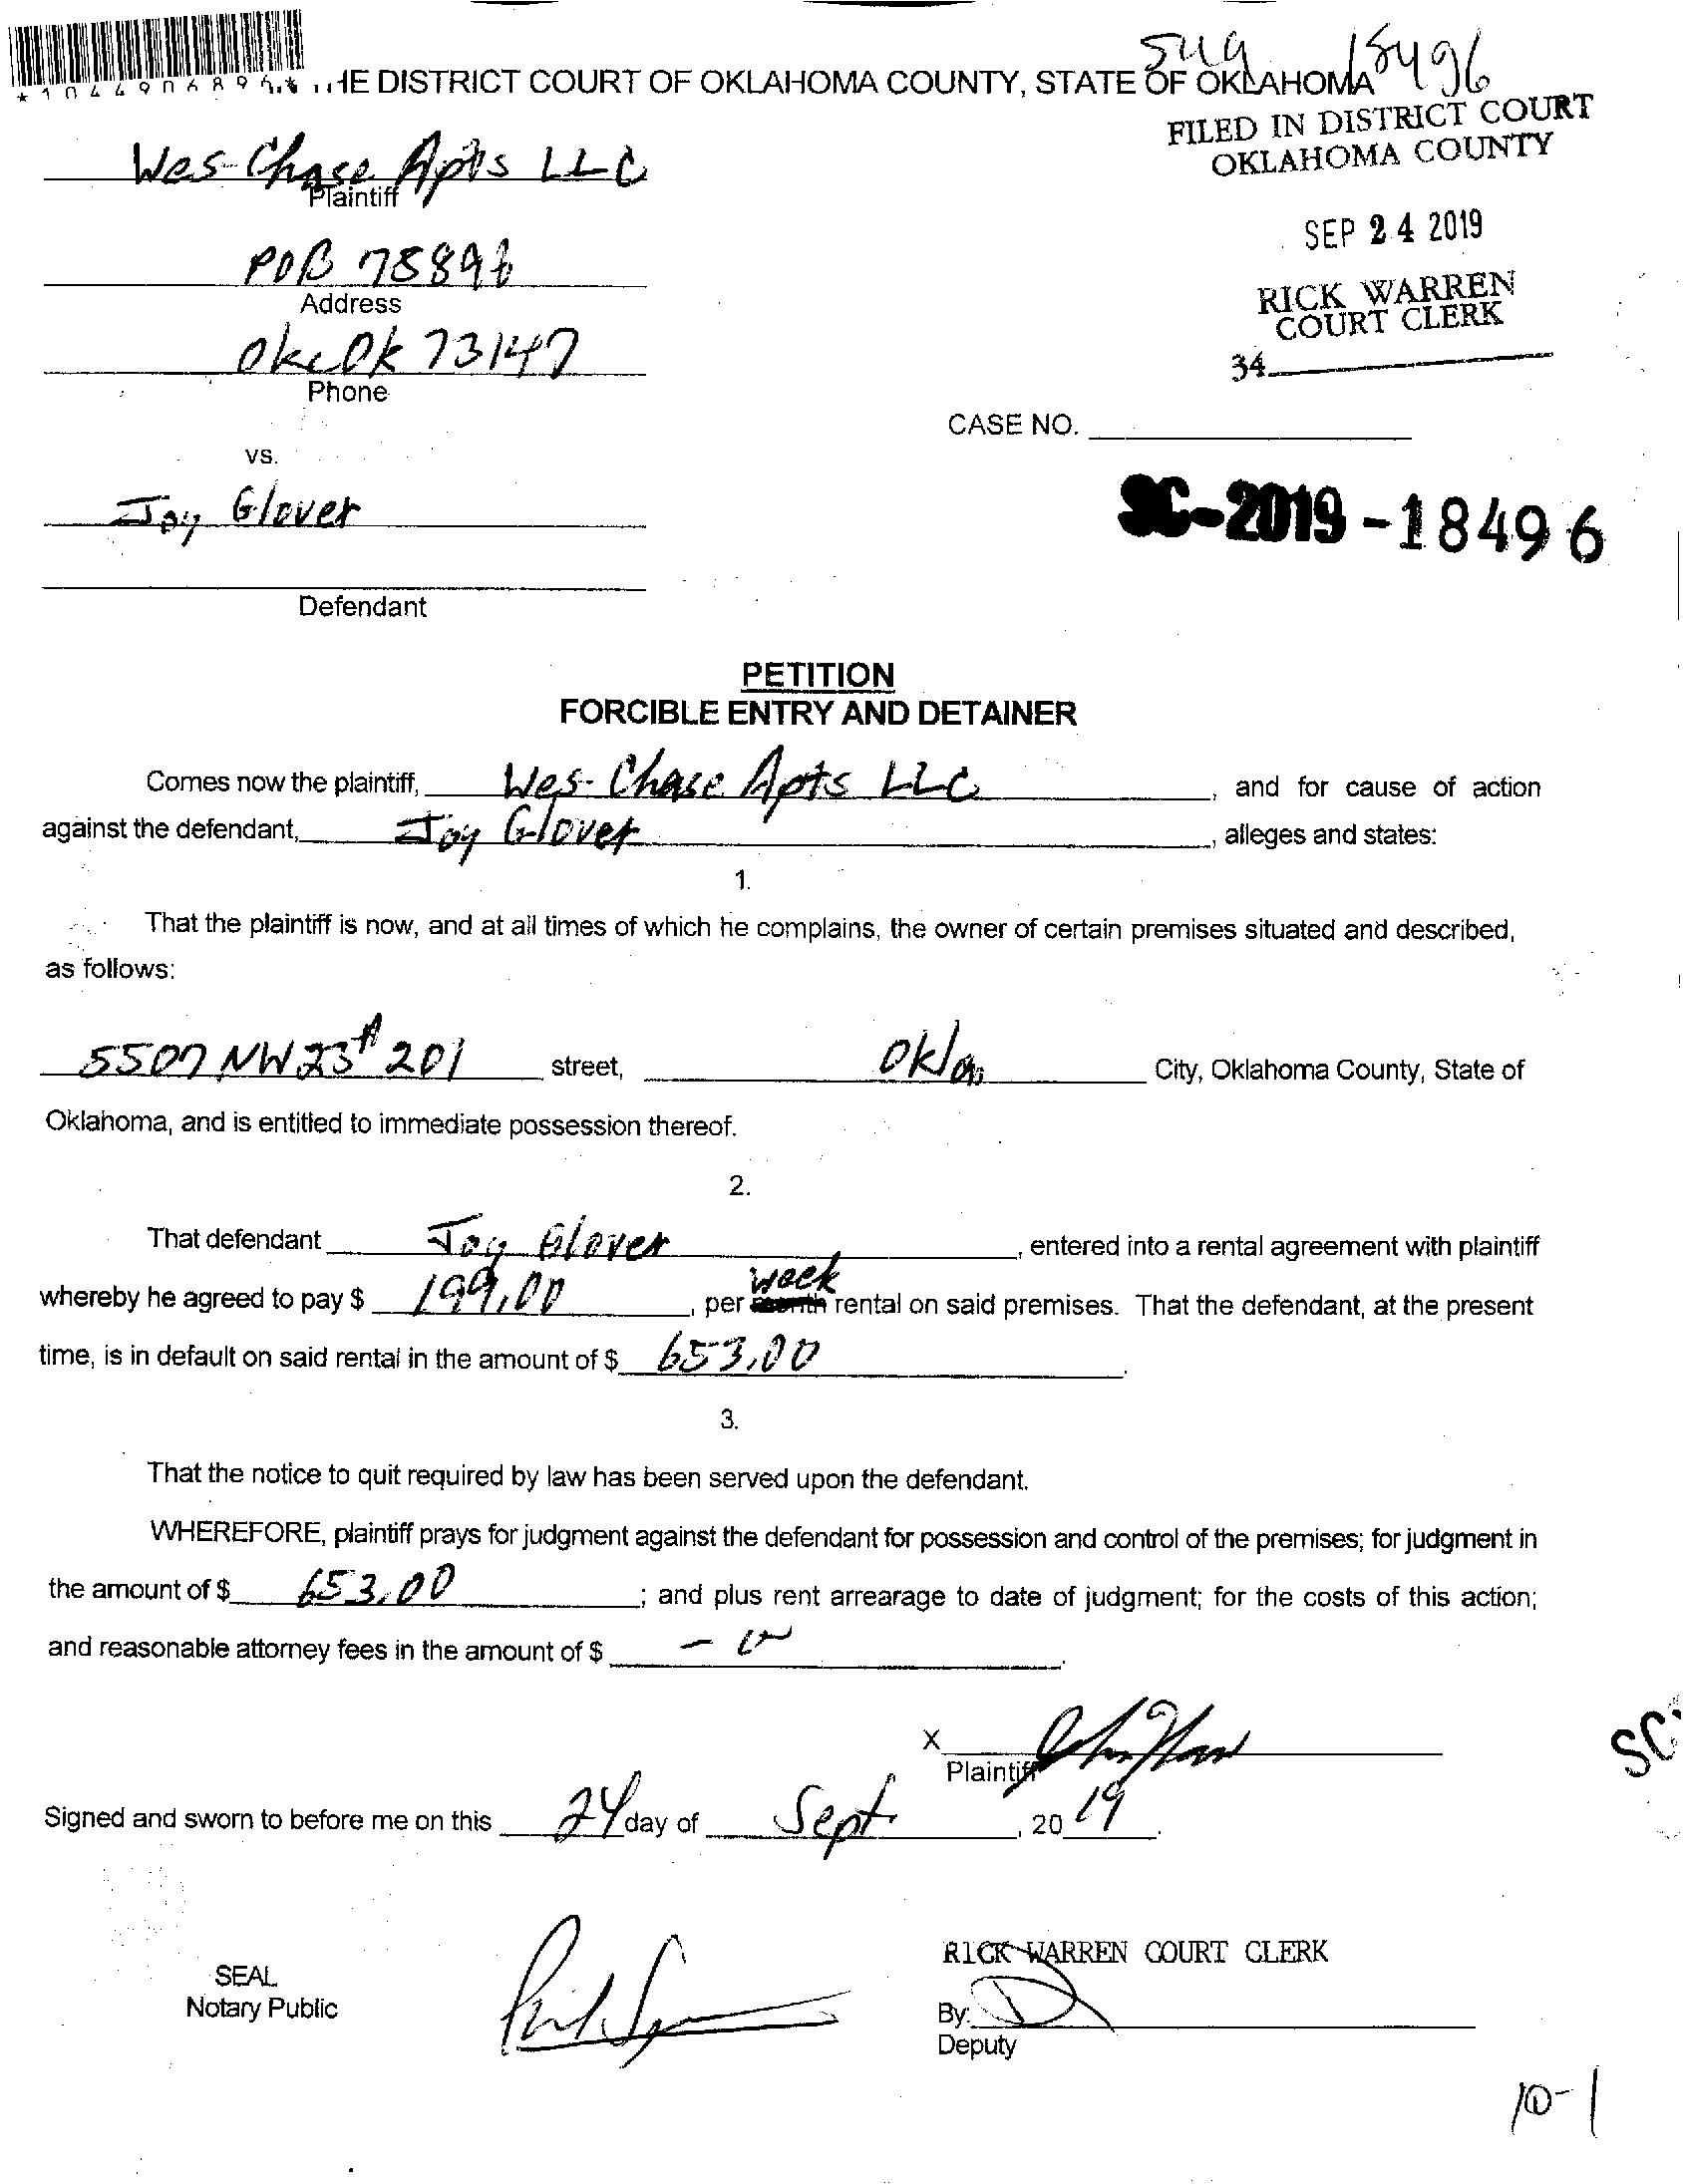 HE DISTRICT COURT OF OKLAHOMA COUNTY, STATE OF OKLAHOMA
18496
FILED IN DISTRICT COURT
OKLAHOMA COUNTY
Wes-Chase Apts LLC
Plaintiff
SEP 24 2019
POB 75896
Address
RICK WARREN
COURT CLERK
Okc Ok 73147
Phone
34
CASE NO.
vs.
SC-2019-18496
Joy Glover
Defendant
PETITION
FORCIBLE ENTRY AND DETAINER
Comes now the plaintiff, Wes-Chase Apts LLC, and for cause of action
against the defendant, Joy Glover, alleges and states:
1.
That the plaintiff is now, and at all times of which he complains, the owner of certain premises situated and described,
as follows:
5507 NW 23rd 201 street, Okla City, Oklahoma County, State of
Oklahoma, and is entitled to immediate possession thereof.
2.
That defendant Joy Glover, entered into a rental agreement with plaintiff
whereby he agreed to pay $ 199.00, per week rental on said premises. That the defendant, at the present
time, is in default on said rental in the amount of $ 653.00.
3.
That the notice to quit required by law has been served upon the defendant.
WHEREFORE, plaintiff prays for judgment against the defendant for possession and control of the premises; for judgment in
the amount of $ 653.00; and plus rent arrearage to date of judgment; for the costs of this action;
and reasonable attorney fees in the amount of $
X
Plaintiff
SC
Signed and sworn to before me on this 24 day of Sept, 2019.
RICK WARREN COURT CLERK
SEAL
Notary Public
By:
Deputy
10-1